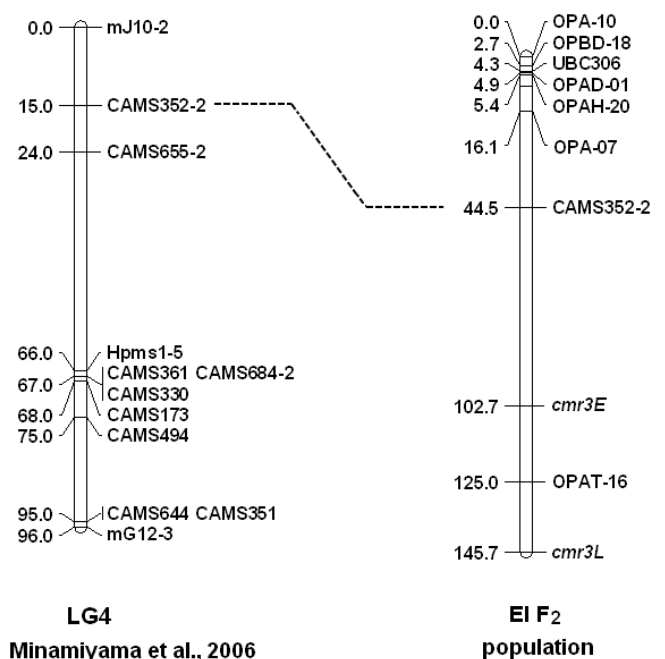 0.0 mJ10-2
15.0 CAMS352-2
24.0 CAMS655-2
66.0 Hpms1-5
67.0 CAMS361 CAMS684-2
CAMS330
68.0 CAMS173
75.0 CAMS494
95.0 CAMS644 CAMS351
96.0 mG12-3
LG4
Minamiyama et al., 2006
0.0 OPA-10
2.7 OPBD-18
4.3 UBC306
4.9 OPAD-01
5.4 OPAH-20
16.1 OPA-07
44.5 CAMS352-2
102.7 cmr3E
125.0 OPAT-16
145.7 cmr3L
EI F2
population